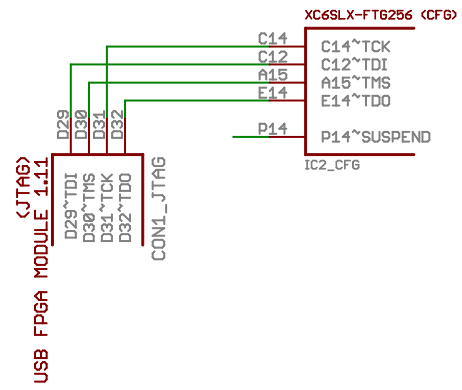 XC6SLX-FTG256 (CFG)
C14 C14~TCK
C12 C12~TDI
A15 A15~TMS
E14 E14~TDO
P14 P14~SUSPEND
IC2_CFG
D29
D30
D31
D32
D29~TDI
D30~TMS
D31~TCK
D32~TDO
CON1_JTAG
(JTAG)
USB FPGA MODULE 1.11